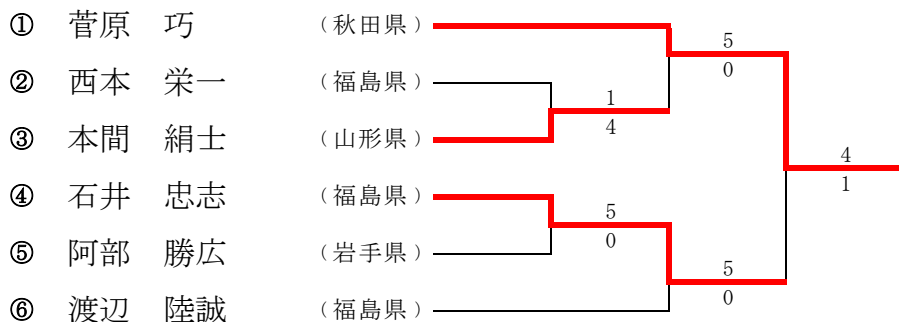 ① 菅原 巧 (秋田県)
5
0
② 西本 栄一 (福島県)
1
4
③ 本間 絹士 (山形県)
4
1
④ 石井 忠志 (福島県)
5
0
⑤ 阿部 勝広 (岩手県)
5
0
⑥ 渡辺 陸誠 (福島県)